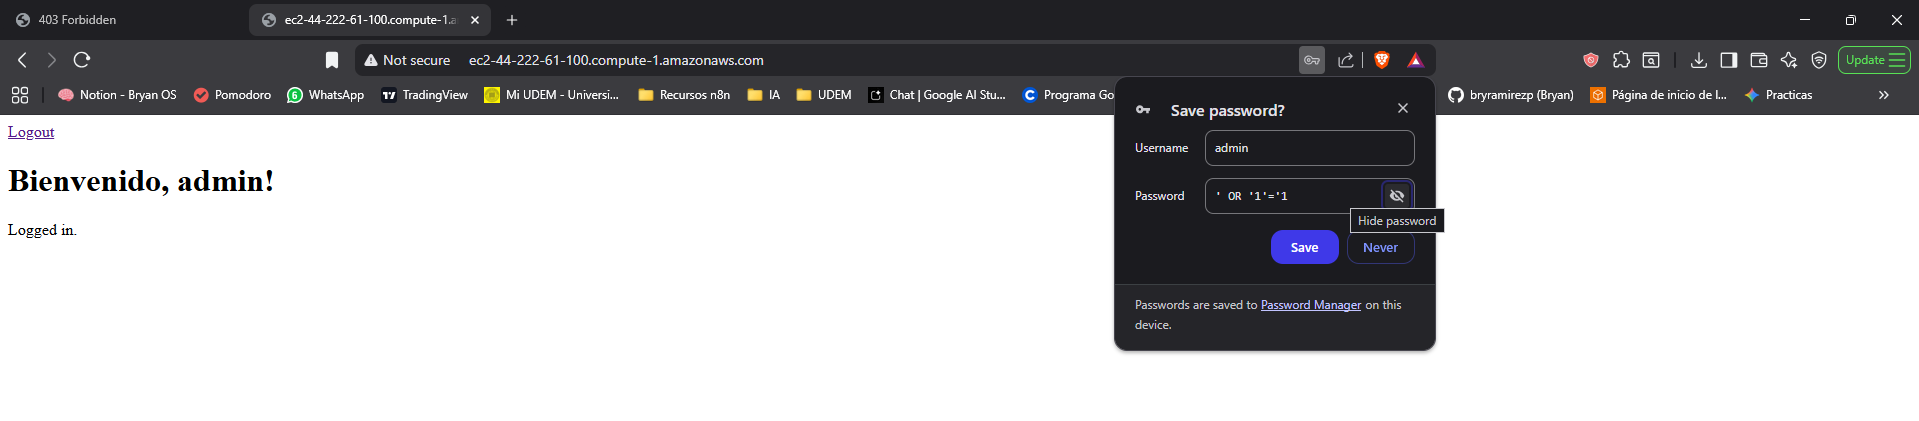 403 Forbidden
ec2-44-222-61-100.compute-1.a
Not secure ec2-44-222-61-100.compute-1.amazonaws.com
Update
Notion - Bryan OS Pomodoro WhatsApp TradingView Mi UDEM - Universi... Recursos n8n IA UDEM Chat | Google AI Stu... Programa Go bryramirezp (Bryan) Página de inicio de l... Practicas »
Logout
Bienvenido, admin!
Logged in.
Save password?
Username admin
Password ' OR '1'='1
Hide password
Save Never
Passwords are saved to Password Manager on this
device.